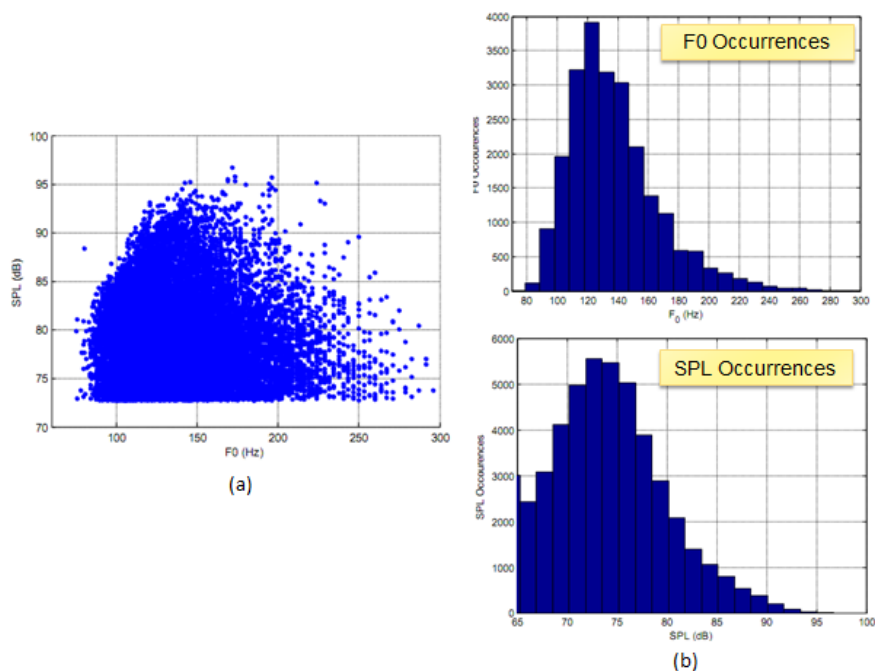 100
95
90
85
80
75
70
SPL (dB)
100 150 200 250 300
F0 (Hz)
(a)
F0 Occurrences
4000
3500
3000
2500
2000
1500
1000
500
0
F0 Occourences
80 100 120 140 160 180 200 220 240 260 280 300
F0 (Hz)
SPL Occurrences
6000
5000
4000
3000
2000
1000
0
SPL Occourences
65 70 75 80 85 90 95 100
SPL (dB)
(b)